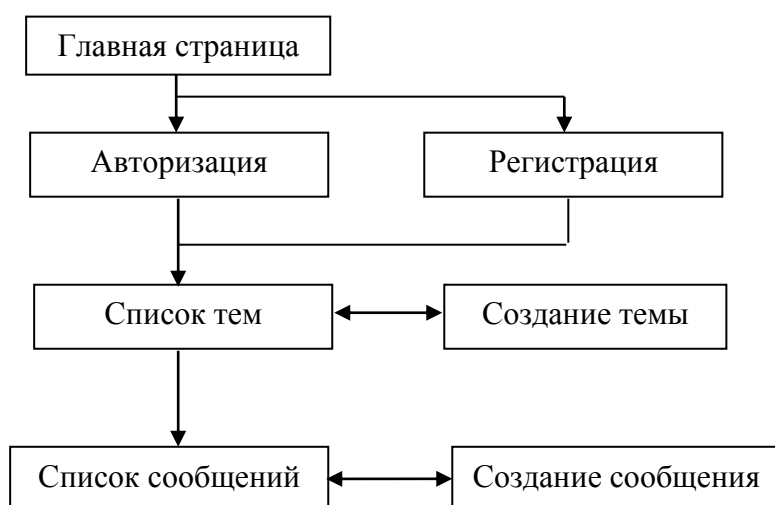 Главная страница
Авторизация
Регистрация
Список тем
Создание темы
Список сообщений
Создание сообщения